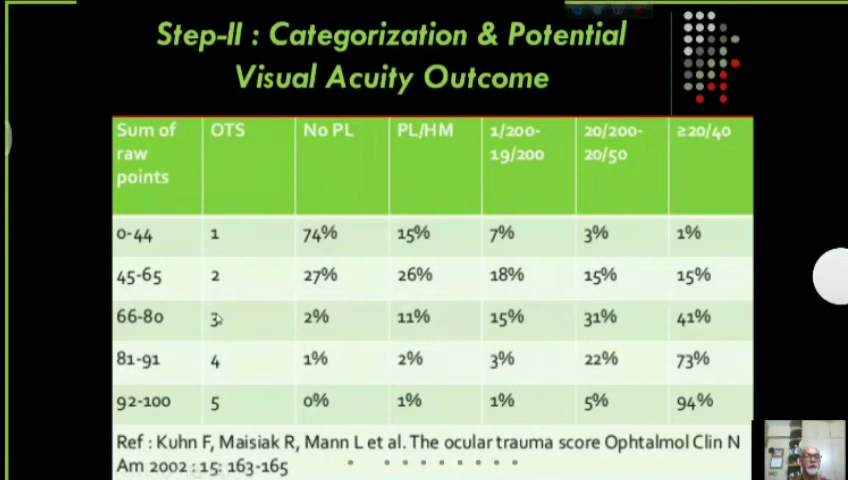 Step-II : Categorization & Potential
Visual Acuity Outcome
Sum of raw points OTS No PL PL/HM 1/200-19/200 20/200-20/50 ≥20/40
0-44 1 74% 15% 7% 3% 1%
45-65 2 27% 26% 18% 15% 15%
66-80 3 2% 11% 15% 31% 41%
81-91 4 1% 2% 3% 22% 73%
92-100 5 0% 1% 1% 5% 94%
Ref : Kuhn F, Maisiak R, Mann L et al. The ocular trauma score Ophtalmol Clin N
Am 2002 : 15: 163-165